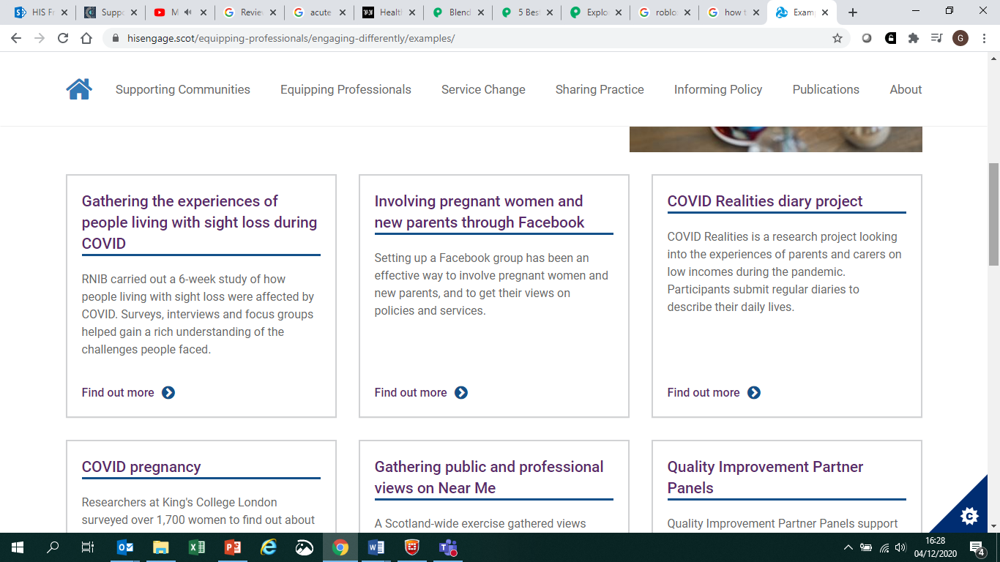 HIS Fr
Suppo
M
Review
acute
Health
Blend
5 Bes
Explo
roblo
how t
Examp
hisengage.scot/equipping-professionals/engaging-differently/examples/
G
Supporting Communities
Equipping Professionals
Service Change
Sharing Practice
Informing Policy
Publications
About
Gathering the experiences of
people living with sight loss during
COVID
RNIB carried out a 6-week study of how
people living with sight loss were affected by
COVID. Surveys, interviews and focus groups
helped gain a rich understanding of the
challenges people faced.
Find out more
Involving pregnant women and
new parents through Facebook
Setting up a Facebook group has been an
effective way to involve pregnant women and
new parents, and to get their views on
policies and services.
Find out more
COVID Realities diary project
COVID Realities is a research project looking
into the experiences of parents and carers on
low incomes during the pandemic.
Participants submit regular diaries to
describe their daily lives.
Find out more
COVID pregnancy
Researchers at King's College London
surveyed over 1,700 women to find out about
Gathering public and professional
views on Near Me
A Scotland-wide exercise gathered views
Quality Improvement Partner
Panels
Quality Improvement Partner Panels support
16:28
04/12/2020
4